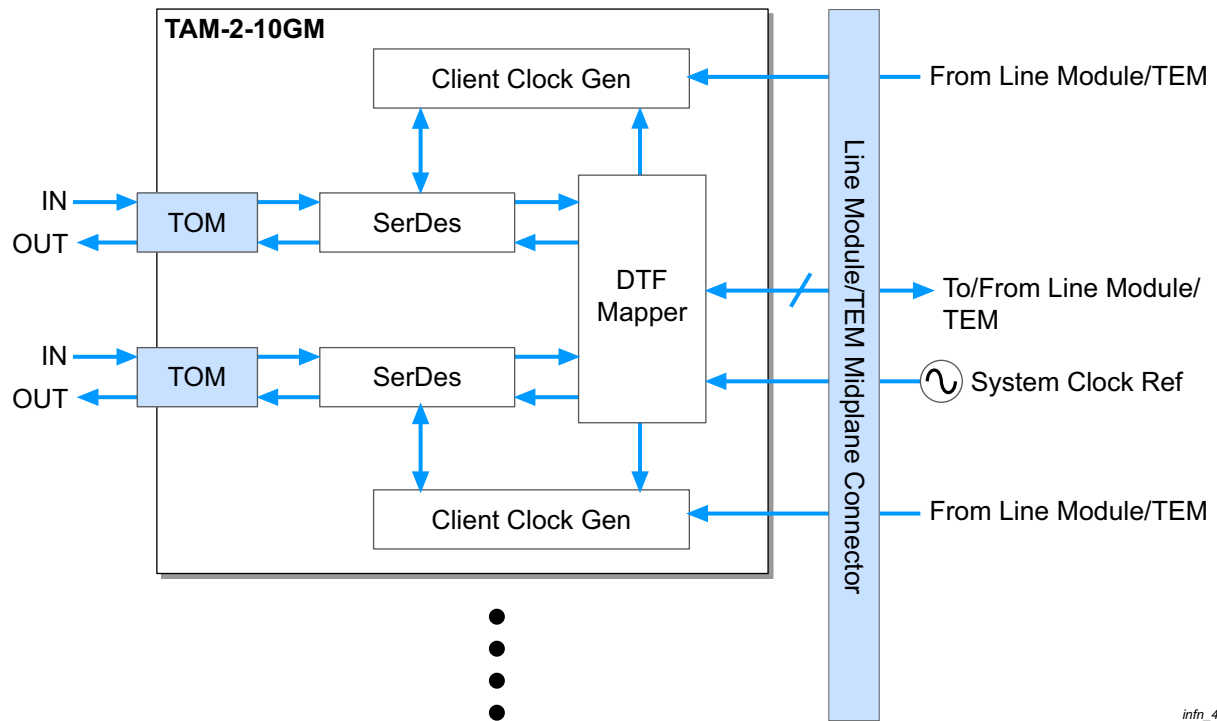 TAM-2-10GM
Client Clock Gen
From Line Module/TEM
IN
OUT
TOM
SerDes
DTF
Mapper
To/From Line Module/
TEM
IN
OUT
TOM
SerDes
System Clock Ref
Client Clock Gen
From Line Module/TEM
Line Module/TEM Midplane Connector
infn_4